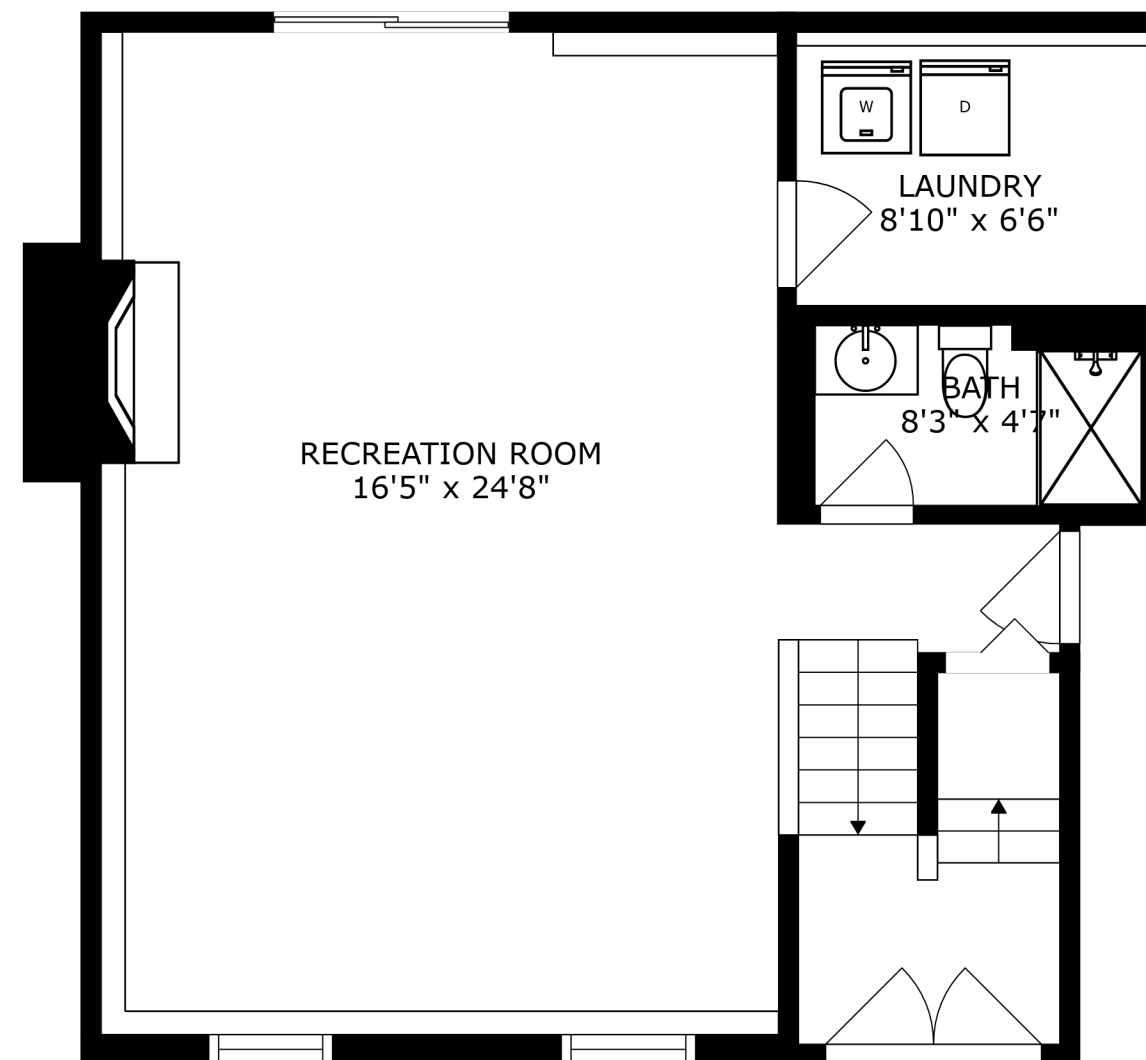 W
D
LAUNDRY
8'10" x 6'6"
BATH
8'3" x 4'7"
RECREATION ROOM
16'5" x 24'8"